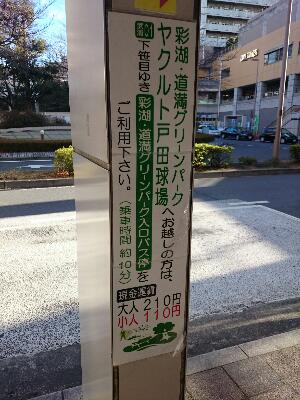 彩湖・道満グリーンパーク
ヤクルト戸田球場へお越しの方は、
下笹目ゆき彩湖・道満グリーンパーク入口バス停を
ご利用下さい。(乗車時間 約10分)
現金運賃
大人 210円
小人 110円